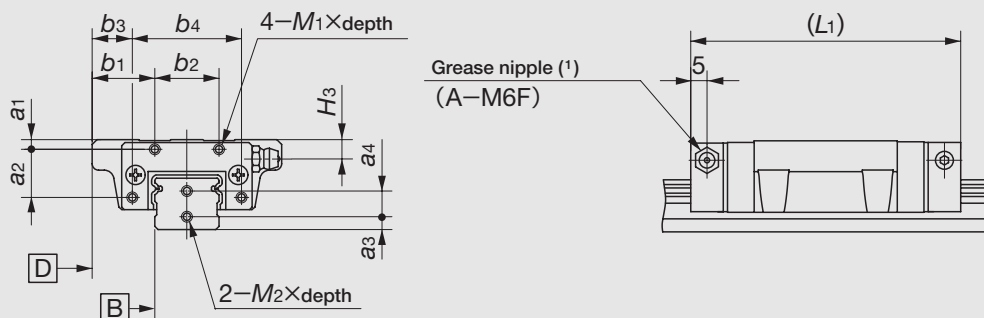 b3 b4 4−M1×depth
b1 b2
a1
a2
H3
a4
a3
D
B
2−M2×depth
(L1)
5
Grease nipple (1)
(A−M6F)